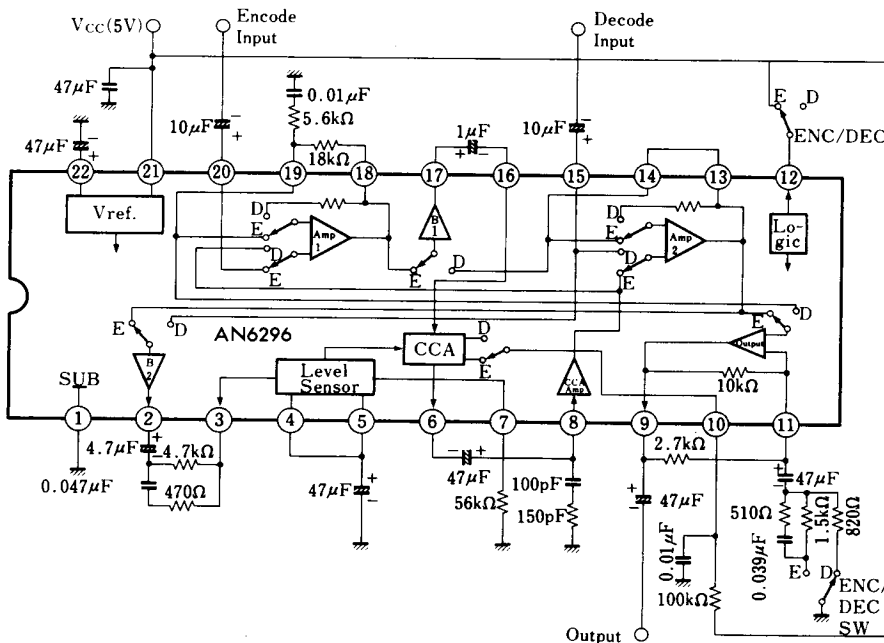 VCC (5V)
Encode
Input
Decode
Input
47μF
47μF
10μF
0.01μF
5.6kΩ
18kΩ
1μF
10μF
E
D
ENC/DEC
22
21
20
19
18
17
16
15
14
13
12
Vref.
D
E
D
E
Amp
1
B
1
E
D
D
E
D
E
Amp
2
Lo-
gic
E
D
AN6296
D
E
B
2
SUB
Level
Sensor
CCA
D
E
CCA
Amp
Output
10kΩ
1
2
3
4
5
6
7
8
9
10
11
4.7μF
4.7kΩ
0.047μF
470Ω
47μF
47μF
56kΩ
100pF
150pF
2.7kΩ
47μF
47μF
510Ω
1.5kΩ
820Ω
0.01μF
0.039μF
100kΩ
E
D
ENC/
DEC
SW
Output